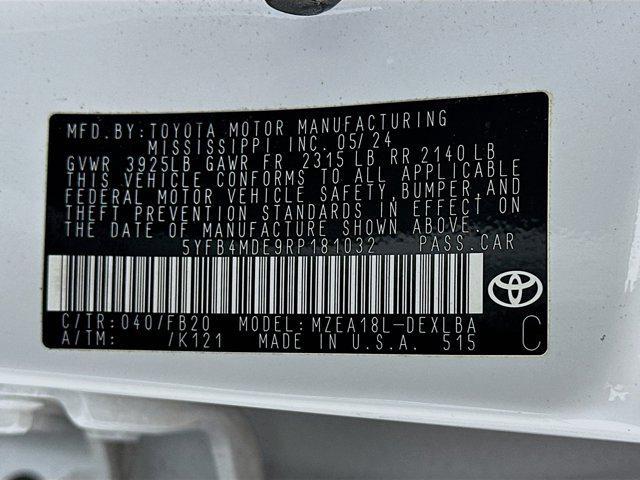 MFD.BY:TOYOTA MOTOR MANUFACTURING
MISSISSIPPI INC.05/24
GVWR 3925LB GAWR FR 2315 LB RR 2140 LB
THIS VEHICLE CONFORMS TO ALL APPLICABLE
FEDERAL MOTOR VEHICLE SAFETY, BUMPER, AND
THEFT PREVENTION STANDARDS IN EFFECT ON
THE DATE OF MANUFACTURE SHOWN ABOVE.
5YFB4MDE9RP181032 PASS.CAR
C/TR:040/FB20 MODEL:MZEA18L-DEXLBA
A/TM: /K121 MADE IN U.S.A. 515 C